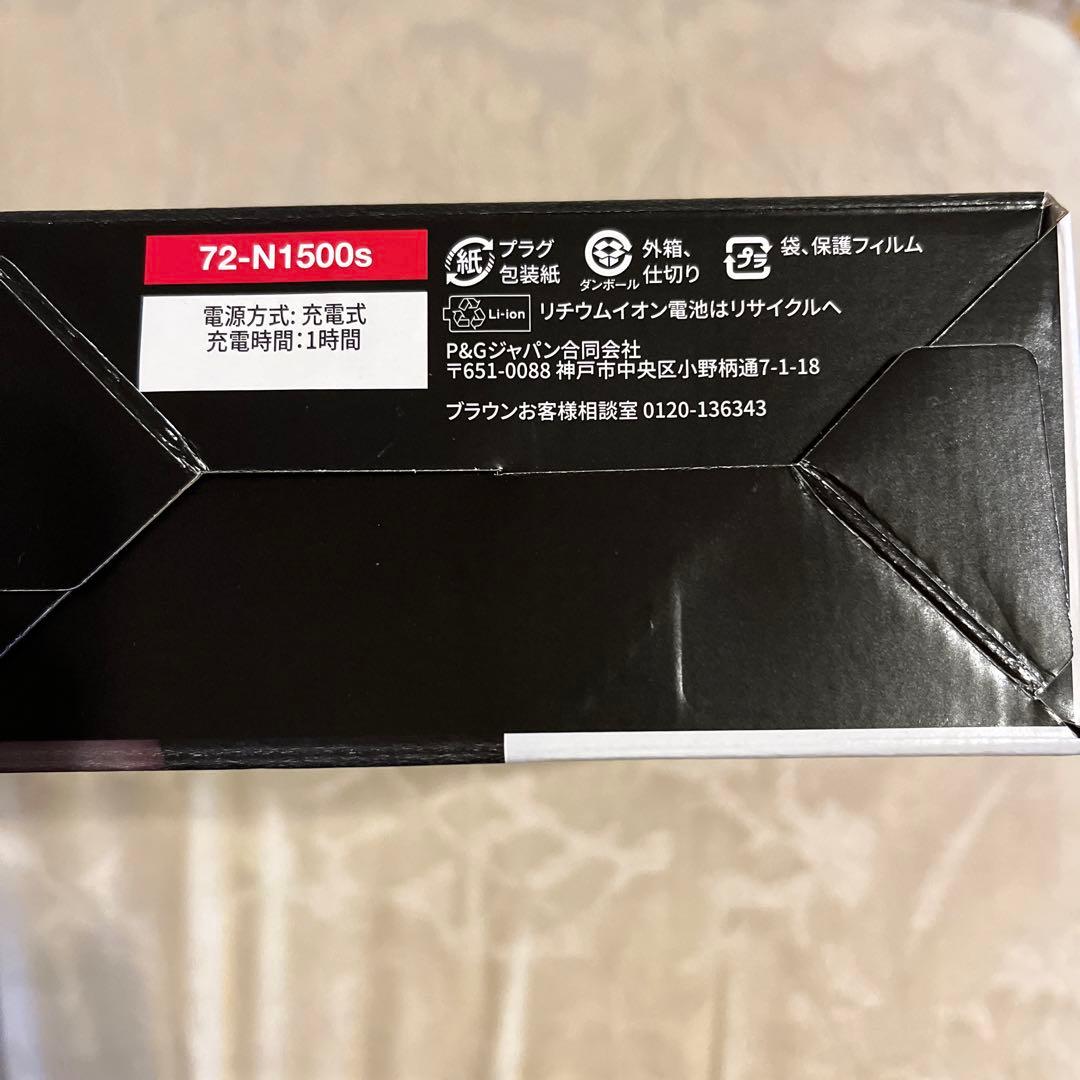 72-N1500s
電源方式: 充電式
充電時間:1時間
紙 プラグ
包装紙
ダンボール
外箱、
仕切り
プラ 袋、保護フィルム
Li-ion リチウムイオン電池はリサイクルへ
P&Gジャパン合同会社
〒651-0088 神戸市中央区小野柄通7-1-18
ブラウンお客様相談室 0120-136343